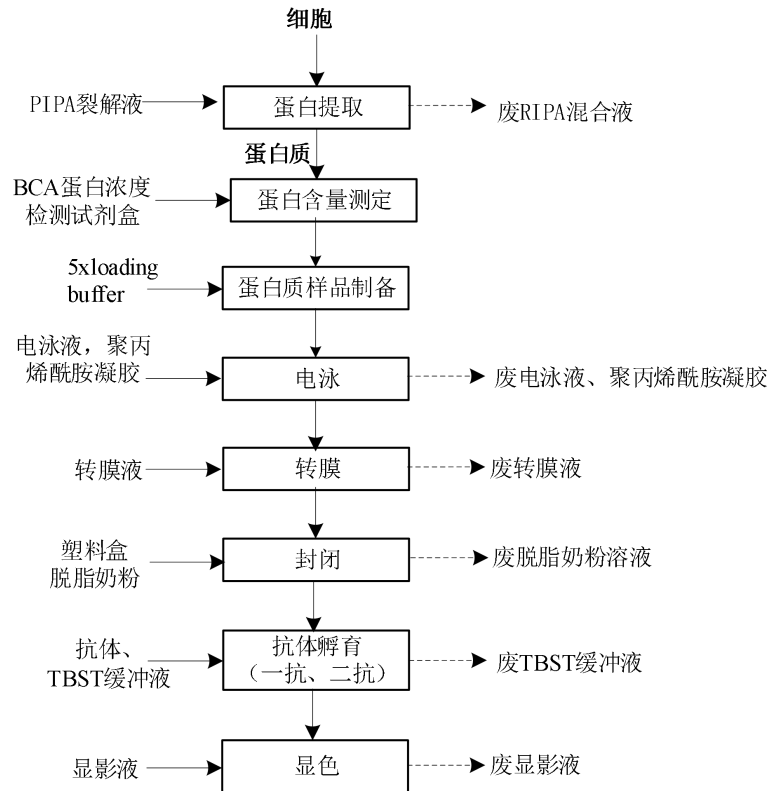 细胞
PIPA裂解液
蛋白提取
废RIPA混合液
蛋白质
BCA蛋白浓度
检测试剂盒
蛋白含量测定
5xloading
buffer
蛋白质样品制备
电泳液，聚丙
烯酰胺凝胶
电泳
废电泳液、聚丙烯酰胺凝胶
转膜液
转膜
废转膜液
塑料盒
脱脂奶粉
封闭
废脱脂奶粉溶液
抗体、
TBST缓冲液
抗体孵育
（一抗、二抗）
废TBST缓冲液
显影液
显色
废显影液